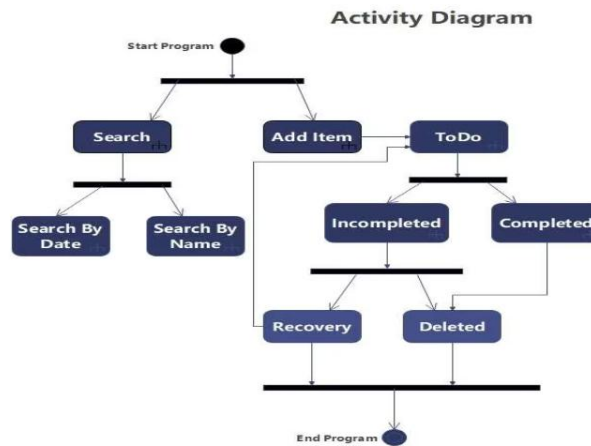 Activity Diagram
Start Program
Search
Add Item
ToDo
Search By
Date
Search By
Name
Incompleted
Completed
Recovery
Deleted
End Program